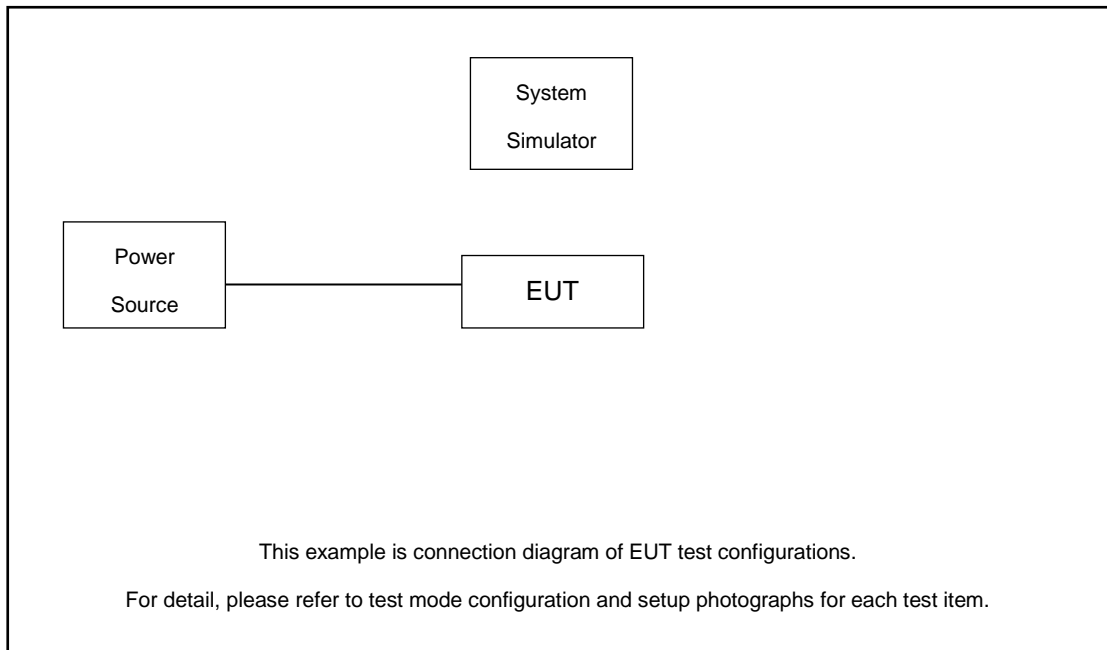 System
Simulator
Power
Source
EUT
This example is connection diagram of EUT test configurations.
For detail, please refer to test mode configuration and setup photographs for each test item.